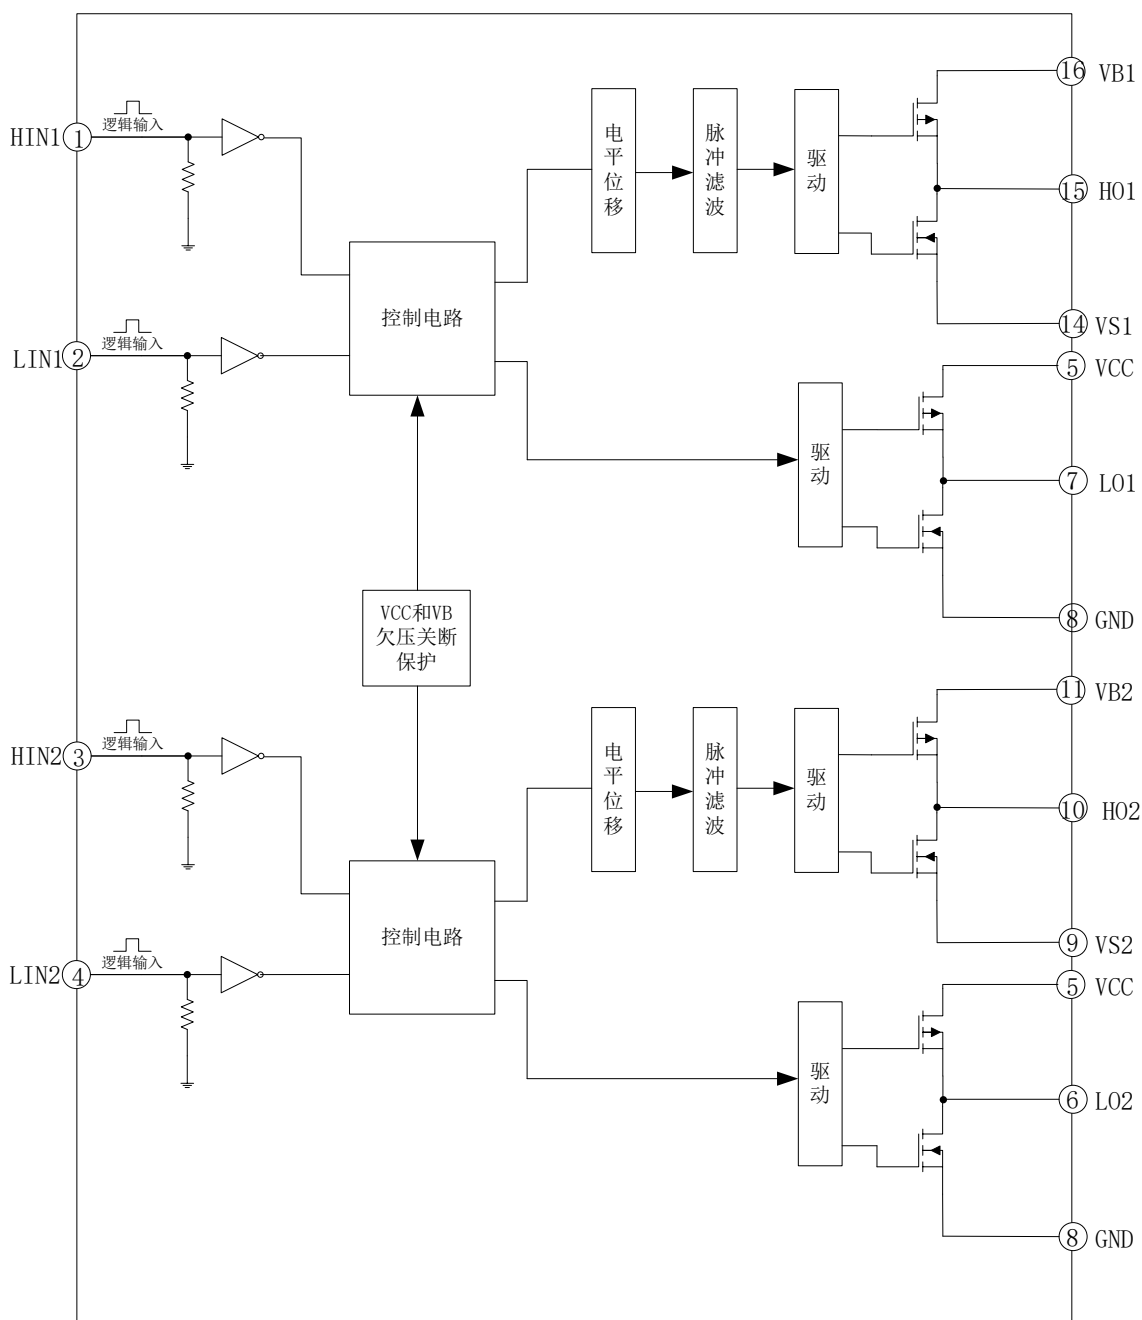 16 VB1
HIN1 1 逻辑输入
电平位移
脉冲滤波
驱动
15 HO1
控制电路
14 VS1
LIN1 2 逻辑输入
5 VCC
驱动
7 LO1
VCC和VB
欠压关断
保护
8 GND
11 VB2
HIN2 3 逻辑输入
电平位移
脉冲滤波
驱动
10 HO2
控制电路
9 VS2
LIN2 4 逻辑输入
5 VCC
驱动
6 LO2
8 GND